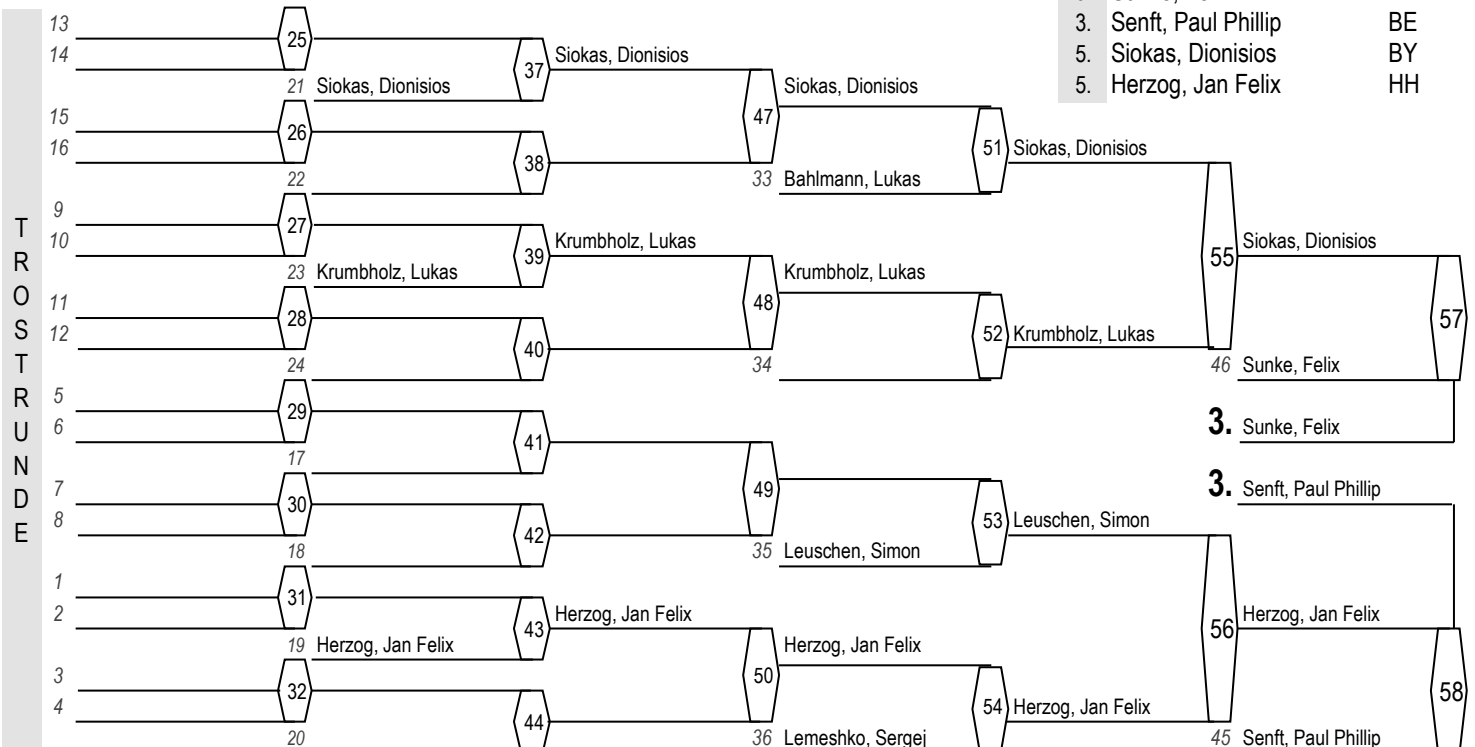 3. Senft, Paul Phillip BE
5. Siokas, Dionisios BY
5. Herzog, Jan Felix HH
TROSTRUNDE
13
14
25
21 Siokas, Dionisios
37 Siokas, Dionisios
15
16
26
22
38
47 Siokas, Dionisios
33 Bahlmann, Lukas
51 Siokas, Dionisios
9
10
27
23 Krumbholz, Lukas
39 Krumbholz, Lukas
11
12
28
24
40
48 Krumbholz, Lukas
34
52 Krumbholz, Lukas
55 Siokas, Dionisios
46 Sunke, Felix
57
3. Sunke, Felix
5
6
29
17
41
7
8
30
18
42
49
35 Leuschen, Simon
53 Leuschen, Simon
3. Senft, Paul Phillip
1
2
31
19 Herzog, Jan Felix
43 Herzog, Jan Felix
3
4
32
20
44
50 Herzog, Jan Felix
36 Lemeshko, Sergej
54 Herzog, Jan Felix
56 Herzog, Jan Felix
45 Senft, Paul Phillip
58